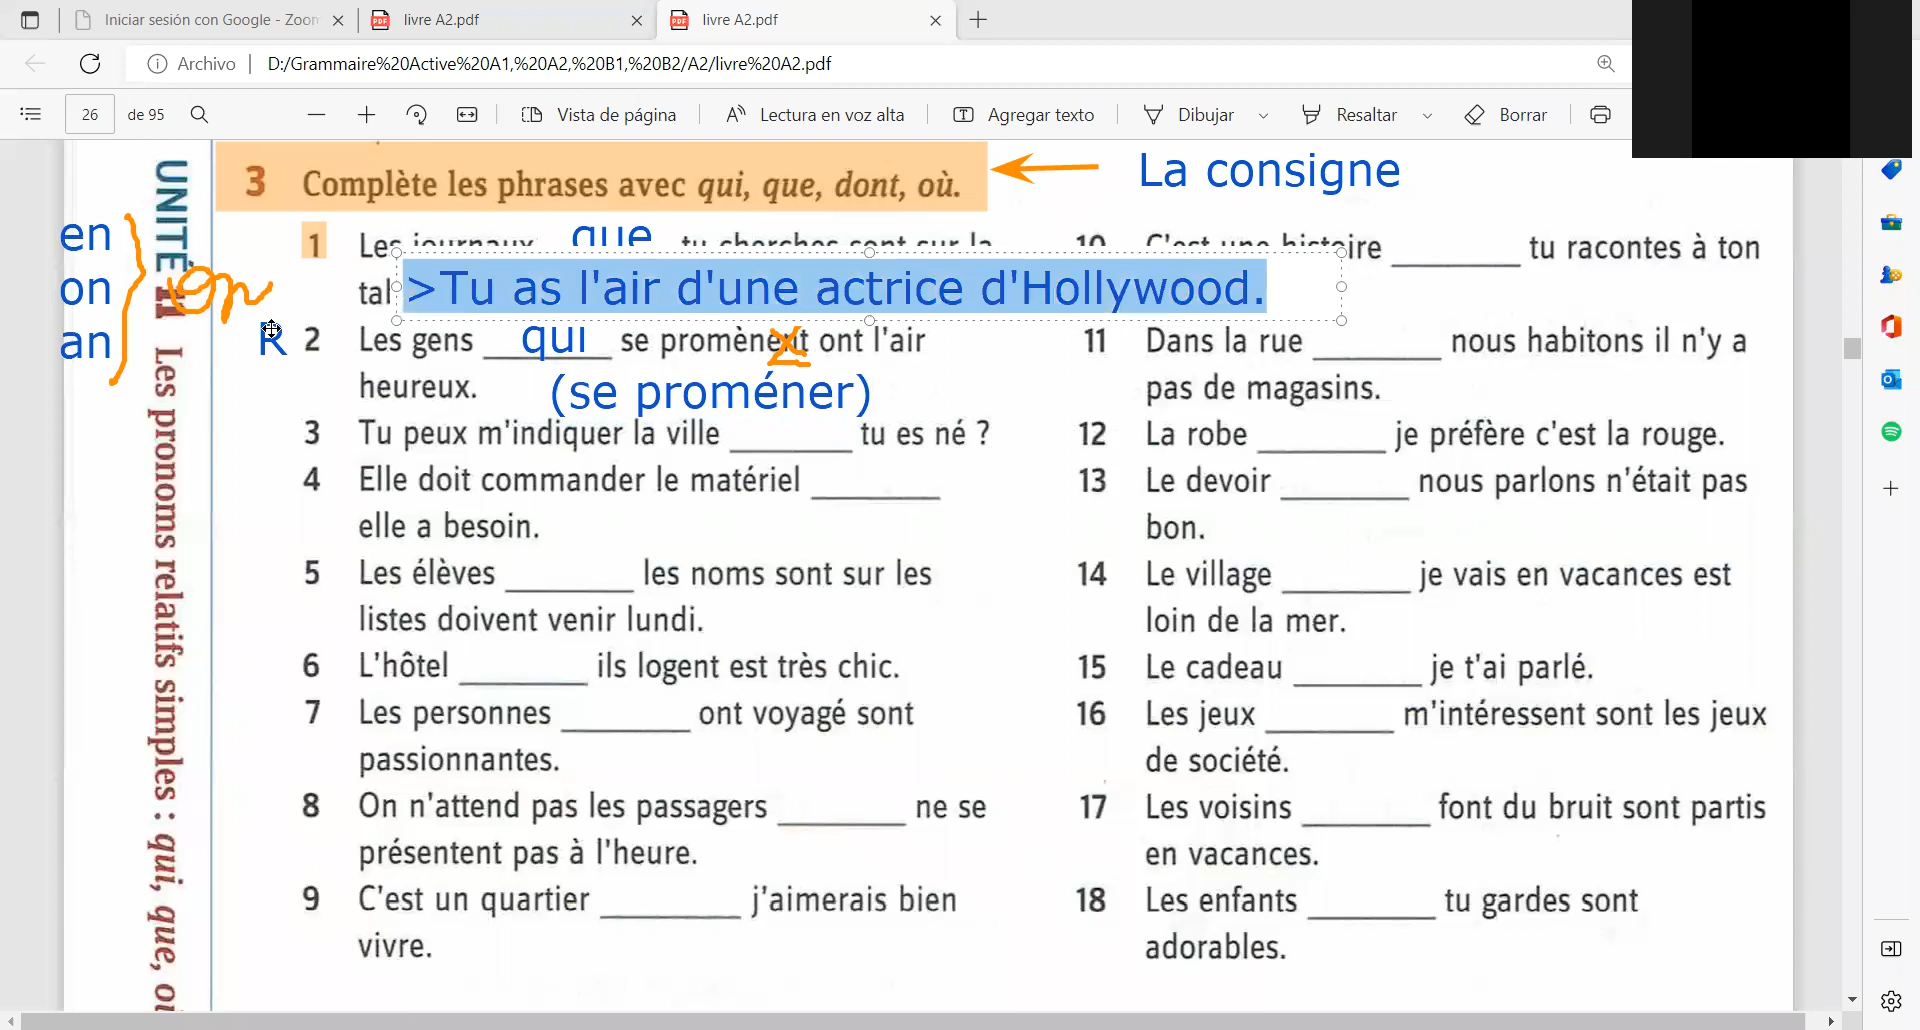 Iniciar sesión con Google - Zoom
livre A2.pdf
livre A2.pdf
Archivo
D:/Grammaire%20Active%20A1,%20A2,%20B1,%20B2/A2/livre%20A2.pdf
26 de 95
Vista de página
Lectura en voz alta
Agregar texto
Dibujar
Resaltar
Borrar
UNITÉ 11 Les pronoms relatifs simples : qui, que,
en
on
an
on
R
3 Complète les phrases avec qui, que, dont, où.
La consigne
1 Les journaux que tu cherches sont sur la
>Tu as l'air d'une actrice d'Hollywood.
2 Les gens qui se promènent ont l'air
heureux.
(se proméner)
3 Tu peux m'indiquer la ville ________ tu es né ?
4 Elle doit commander le matériel ________
elle a besoin.
5 Les élèves ________ les noms sont sur les
listes doivent venir lundi.
6 L'hôtel ________ ils logent est très chic.
7 Les personnes ________ ont voyagé sont
passionnantes.
8 On n'attend pas les passagers ________ ne se
présentent pas à l'heure.
9 C'est un quartier ________ j'aimerais bien
vivre.
10 C'est une histoire ________ tu racontes à ton
11 Dans la rue ________ nous habitons il n'y a
pas de magasins.
12 La robe ________ je préfère c'est la rouge.
13 Le devoir ________ nous parlons n'était pas
bon.
14 Le village ________ je vais en vacances est
loin de la mer.
15 Le cadeau ________ je t'ai parlé.
16 Les jeux ________ m'intéressent sont les jeux
de société.
17 Les voisins ________ font du bruit sont partis
en vacances.
18 Les enfants ________ tu gardes sont
adorables.